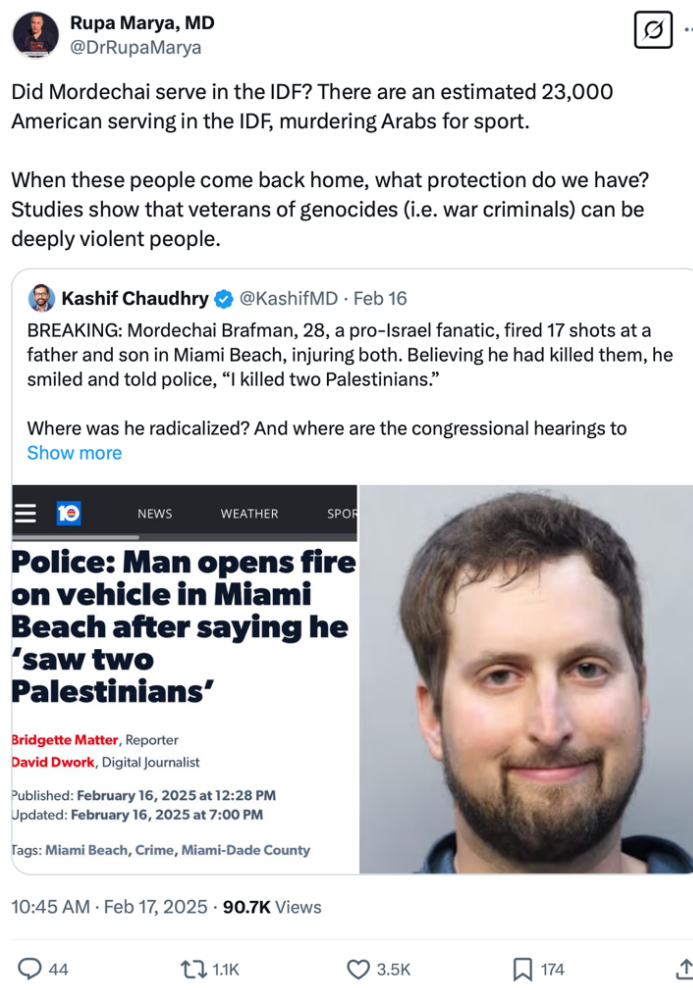 Rupa Marya, MD
@DrRupaMarya
Did Mordechai serve in the IDF? There are an estimated 23,000
American serving in the IDF, murdering Arabs for sport.
When these people come back home, what protection do we have?
Studies show that veterans of genocides (i.e. war criminals) can be
deeply violent people.
Kashif Chaudhry @KashifMD · Feb 16
BREAKING: Mordechai Brafman, 28, a pro-Israel fanatic, fired 17 shots at a
father and son in Miami Beach, injuring both. Believing he had killed them, he
smiled and told police, “I killed two Palestinians.”
Where was he radicalized? And where are the congressional hearings to
Show more
10 NEWS WEATHER SPOR
Police: Man opens fire
on vehicle in Miami
Beach after saying he
‘saw two
Palestinians’
Bridgette Matter, Reporter
David Dwork, Digital Journalist
Published: February 16, 2025 at 12:28 PM
Updated: February 16, 2025 at 7:00 PM
Tags: Miami Beach, Crime, Miami-Dade County
10:45 AM · Feb 17, 2025 · 90.7K Views
44 1.1K 3.5K 174